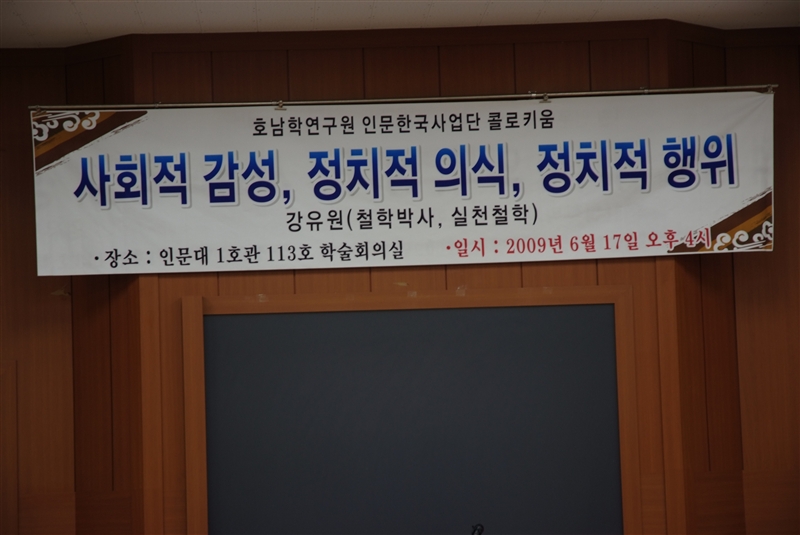 호남학연구원 인문한국사업단 콜로키움
사회적 감성, 정치적 의식, 정치적 행위
강유원(철학박사, 실천철학)
·장소 : 인문대 1호관 113호 학술회의실 ·일시 : 2009년 6월 17일 오후 4시